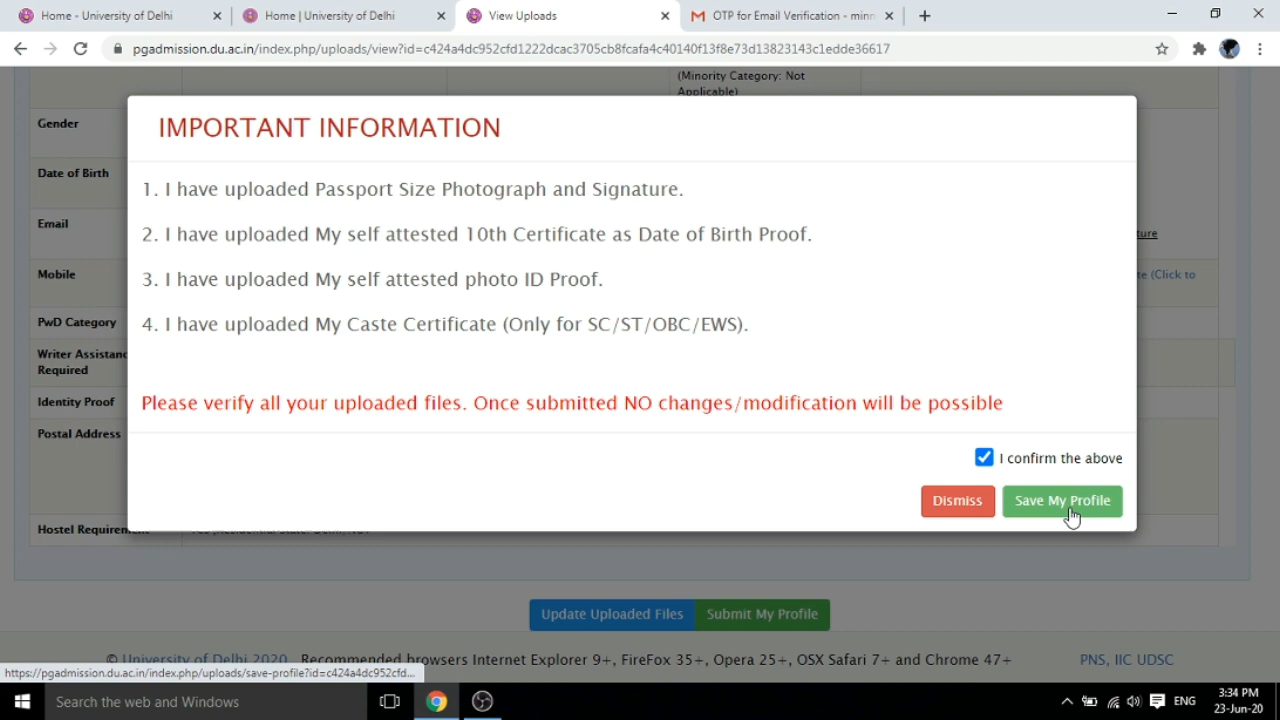 Home - University of Delhi
Home | University of Delhi
View Uploads
OTP for Email Verification - minn
pgadmission.du.ac.in/index.php/uploads/view?id=c424a4dc952cfd1222dcac3705cb8fcafa4c40140f13f8e73d13823143c1edde36617
(Minority Category: Not
Applicable)
IMPORTANT INFORMATION
Gender
1. I have uploaded Passport Size Photograph and Signature.
Date of Birth
2. I have uploaded My self attested 10th Certificate as Date of Birth Proof.
Email
ture
3. I have uploaded My self attested photo ID Proof.
Mobile
te (Click to
4. I have uploaded My Caste Certificate (Only for SC/ST/OBC/EWS).
PwD Category
Writer Assistanc
Required
Identity Proof
Please verify all your uploaded files. Once submitted NO changes/modification will be possible
Postal Address
I confirm the above
Dismiss
Save My Profile
Hostel Requirement
Update Uploaded Files
Submit My Profile
© University of Delhi 2020 Recommended browsers Internet Explorer 9+, FireFox 35+, Opera 25+, OSX Safari 7+ and Chrome 47+
PNS, IIC UDSC
https://pgadmission.du.ac.in/index.php/uploads/save-profile?id=c424a4dc952cfd...
Search the web and Windows
ENG
3:34 PM
23-Jun-20